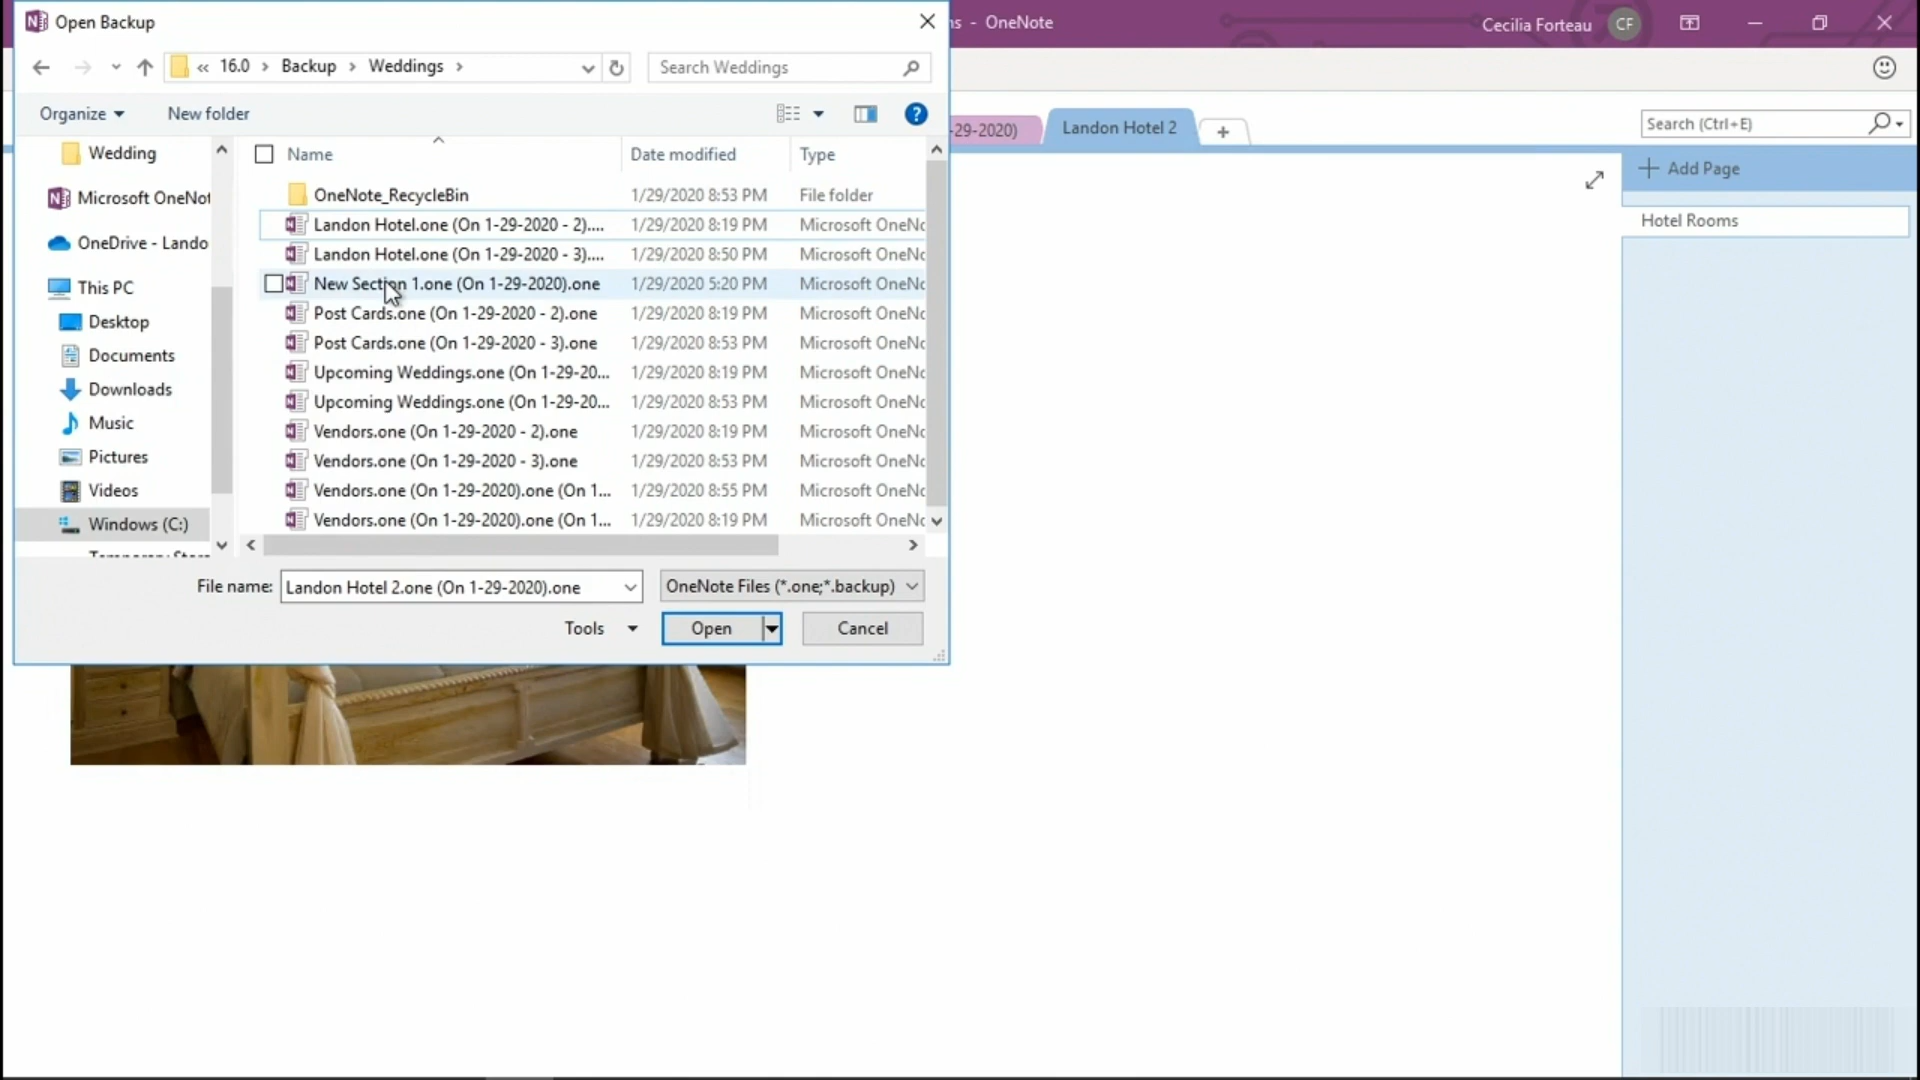 Open Backup
ns - OneNote
Cecilia Forteau
CF
« 16.0 > Backup > Weddings >
Search Weddings
Organize
New folder
?
-29-2020)
Landon Hotel 2
+
Search (Ctrl+E)
Add Page
Hotel Rooms
Wedding
Microsoft OneNot
OneDrive - Lando
This PC
Desktop
Documents
Downloads
Music
Pictures
Videos
Windows (C:)
Name
Date modified
Type
OneNote_RecycleBin 1/29/2020 8:53 PM File folder
Landon Hotel.one (On 1-29-2020 - 2).... 1/29/2020 8:19 PM Microsoft OneNo
Landon Hotel.one (On 1-29-2020 - 3).... 1/29/2020 8:50 PM Microsoft OneNo
New Section 1.one (On 1-29-2020).one 1/29/2020 5:20 PM Microsoft OneNo
Post Cards.one (On 1-29-2020 - 2).one 1/29/2020 8:19 PM Microsoft OneNo
Post Cards.one (On 1-29-2020 - 3).one 1/29/2020 8:53 PM Microsoft OneNo
Upcoming Weddings.one (On 1-29-20... 1/29/2020 8:19 PM Microsoft OneNo
Upcoming Weddings.one (On 1-29-20... 1/29/2020 8:53 PM Microsoft OneNo
Vendors.one (On 1-29-2020 - 2).one 1/29/2020 8:19 PM Microsoft OneNo
Vendors.one (On 1-29-2020 - 3).one 1/29/2020 8:53 PM Microsoft OneNo
Vendors.one (On 1-29-2020).one (On 1... 1/29/2020 8:55 PM Microsoft OneNo
Vendors.one (On 1-29-2020).one (On 1... 1/29/2020 8:19 PM Microsoft OneNo
File name: Landon Hotel 2.one (On 1-29-2020).one
OneNote Files (*.one;*.backup)
Tools
Open
Cancel